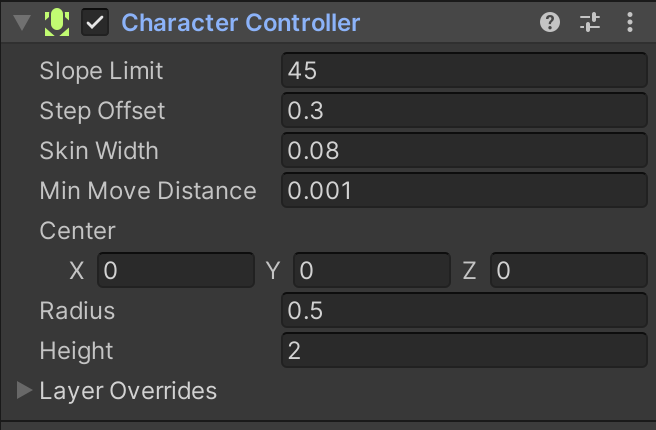 Character Controller
Slope Limit 45
Step Offset 0.3
Skin Width 0.08
Min Move Distance 0.001
Center
X 0 Y 0 Z 0
Radius 0.5
Height 2
Layer Overrides